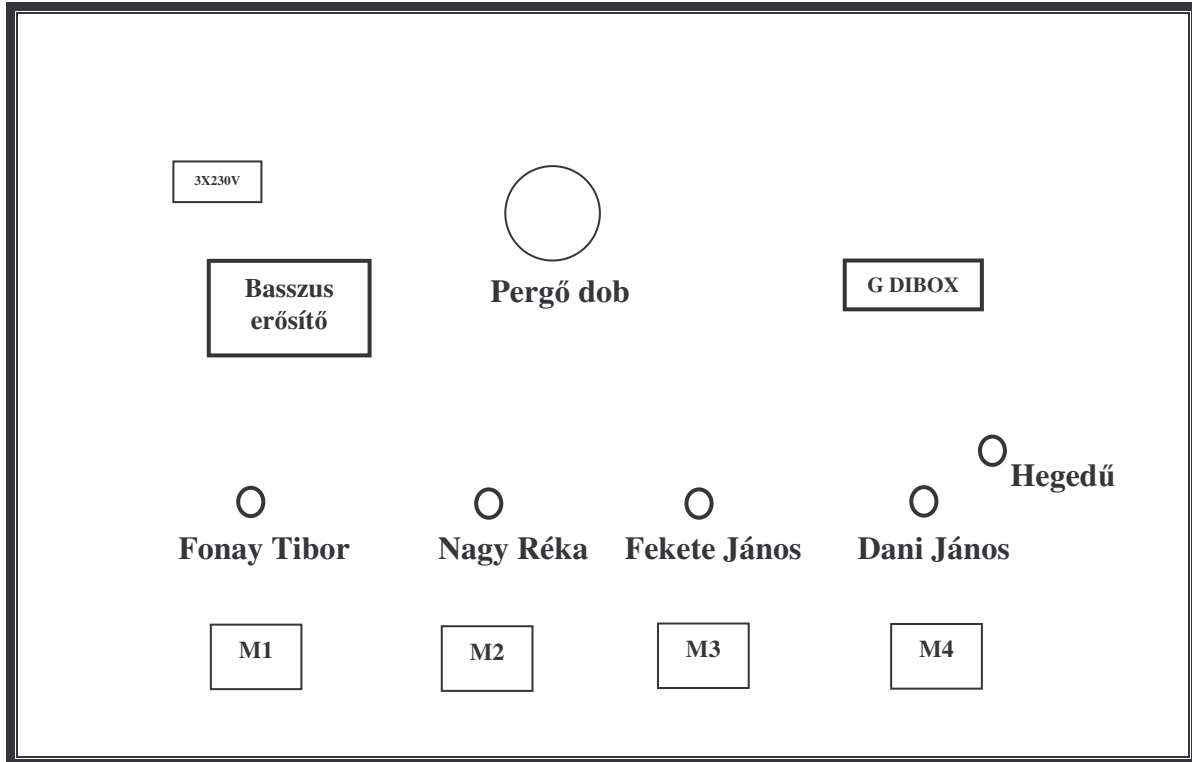 3X230V
Basszus
erősítő
Pergő dob
G DIBOX
Hegedű
Fonay Tibor
Nagy Réka
Fekete János
Dani János
M1
M2
M3
M4